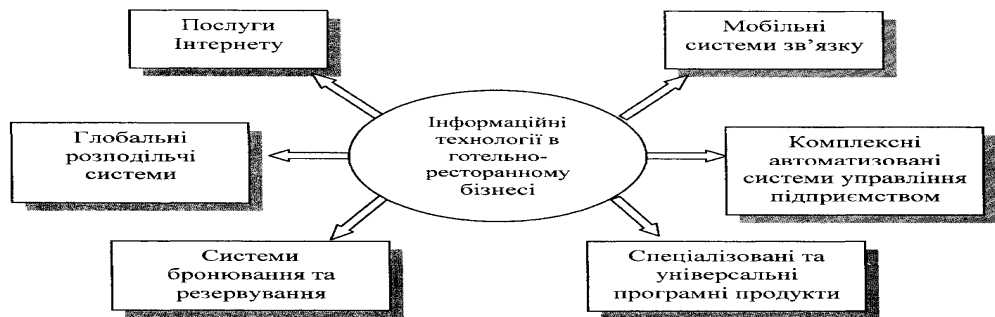 Послуги
Інтернету
Мобільні
системи зв’язку
Глобальні
розподільчі
системи
Інформаційні
технології в
готельно-
ресторанному
бізнесі
Комплексні
автоматизовані
системи управління
підприємством
Системи
бронювання та
резервування
Спеціалізовані та
універсальні
програмні продукти